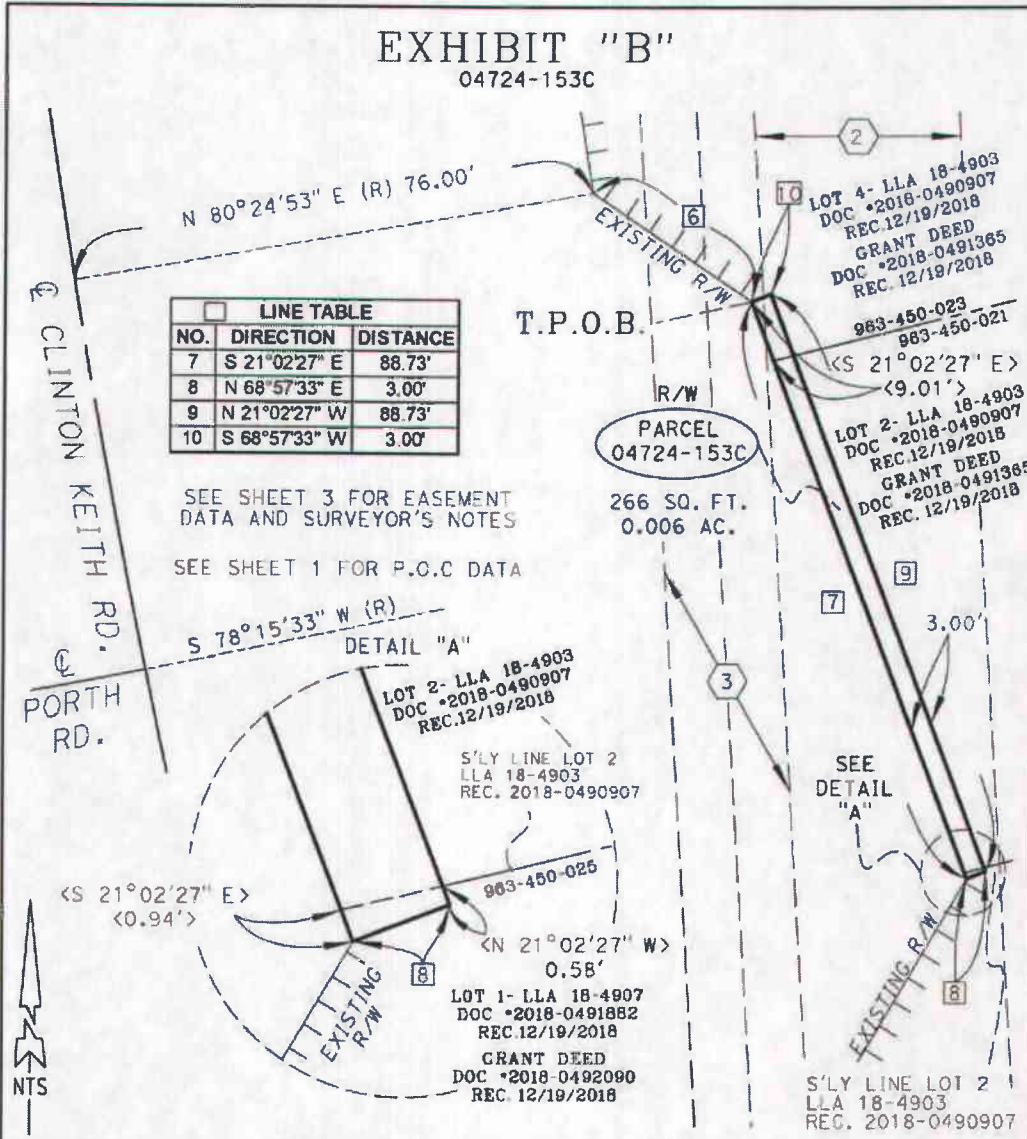 EXHIBIT "B"
04724-153C
N 80°24'53" E (R) 76.00'
2
10
LOT 4- LLA 18-4903
DOC *2018-0490907
REC.12/19/2018
GRANT DEED
DOC *2018-0491365
REC. 12/19/2018
6
EXISTING R/W
℄ CLINTON KEITH RD.
LINE TABLE
NO. DIRECTION DISTANCE
7 S 21°02'27" E 88.73'
8 N 68°57'33" E 3.00'
9 N 21°02'27" W 88.73'
10 S 68°57'33" W 3.00'
T.P.O.B.
963-450-023
963-450-021
<S 21°02'27" E>
<9.01'>
LOT 2- LLA 18-4903
DOC *2018-0490907
REC.12/19/2018
GRANT DEED
DOC *2018-0491365
REC. 12/19/2018
R/W
PARCEL
04724-153C
266 SQ. FT.
0.006 AC.
SEE SHEET 3 FOR EASEMENT
DATA AND SURVEYOR'S NOTES
SEE SHEET 1 FOR P.O.C DATA
9
7
3.00'
3
S 78°15'33" W (R)
℄
PORTH
RD.
DETAIL "A"
LOT 2- LLA 18-4903
DOC *2018-0490907
REC.12/19/2018
S'LY LINE LOT 2
LLA 18-4903
REC. 2018-0490907
963-450-025
SEE
DETAIL
"A"
<S 21°02'27" E>
<0.94'>
<N 21°02'27" W>
0.58'
8
EXISTING
R/W
LOT 1- LLA 18-4907
DOC *2018-0491882
REC.12/19/2018
GRANT DEED
DOC *2018-0492090
REC. 12/19/2018
EXISTING R/W
8
S'LY LINE LOT 2
LLA 18-4903
REC. 2018-0490907
NTS